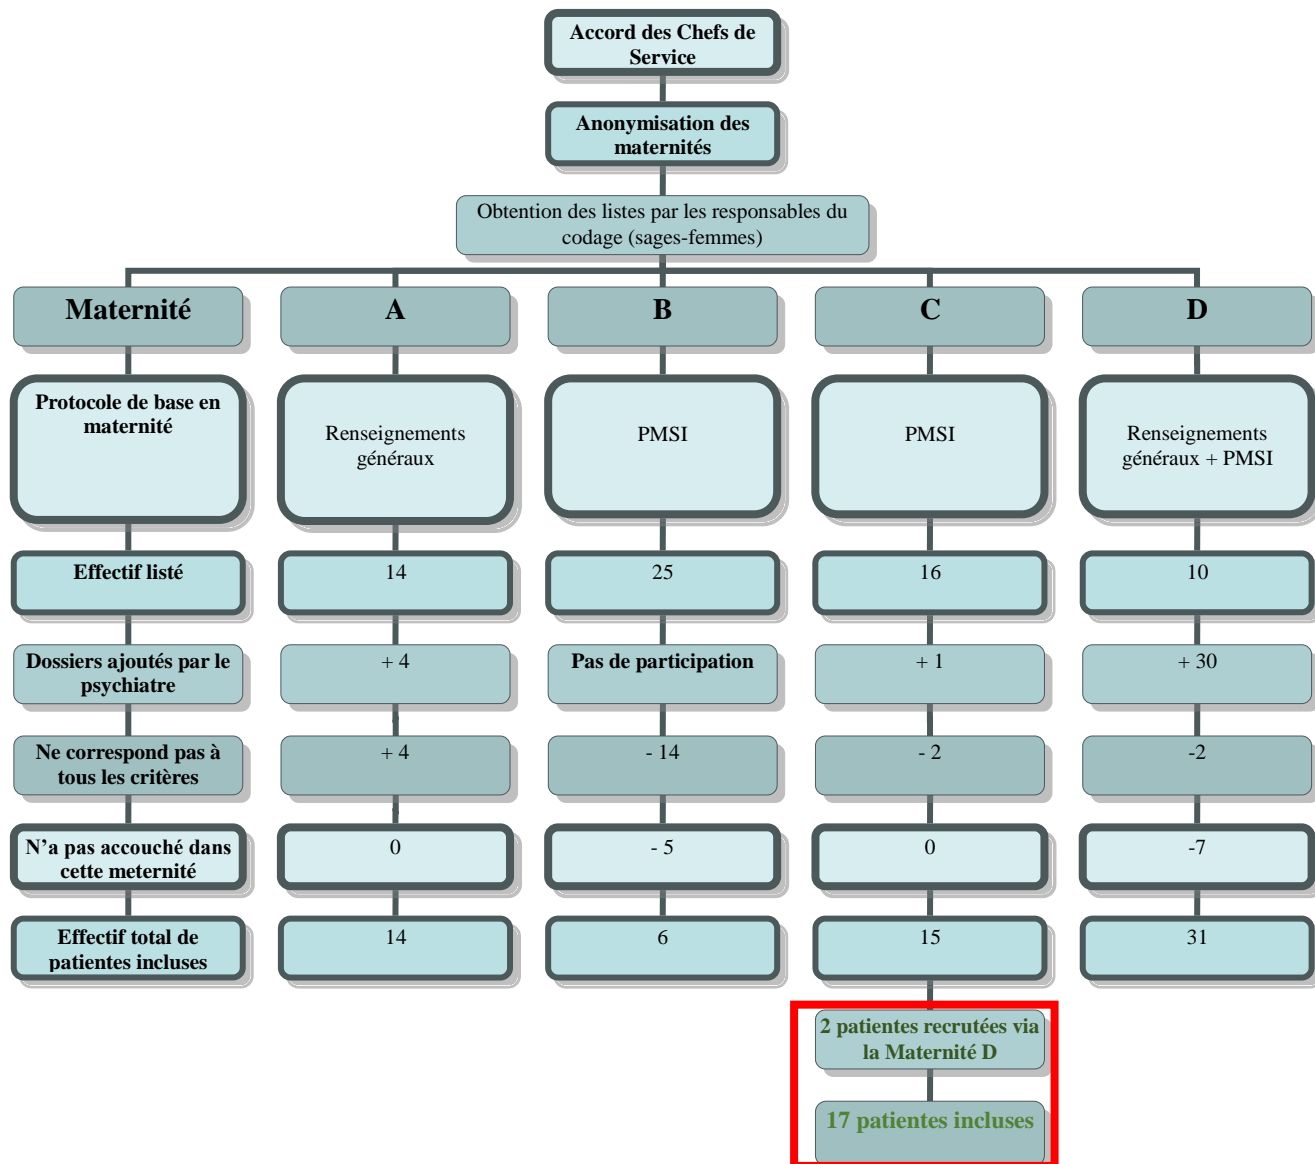 Accord des Chefs de
Service
Anonymisation des
maternités
Obtention des listes par les responsables du
codage (sages-femmes)
Maternité
A
B
C
D
Protocole de base en
maternité
Renseignements
généraux
PMSI
PMSI
Renseignements
généraux + PMSI
Effectif listé
14
25
16
10
Dossiers ajoutés par le
psychiatre
+ 4
Pas de participation
+ 1
+ 30
Ne correspond pas à
tous les critères
+ 4
- 14
- 2
-2
N'a pas accouché dans
cette meternité
0
- 5
0
-7
Effectif total de
patientes incluses
14
6
15
31
2 patientes recrutées via
la Maternité D
17 patientes incluses